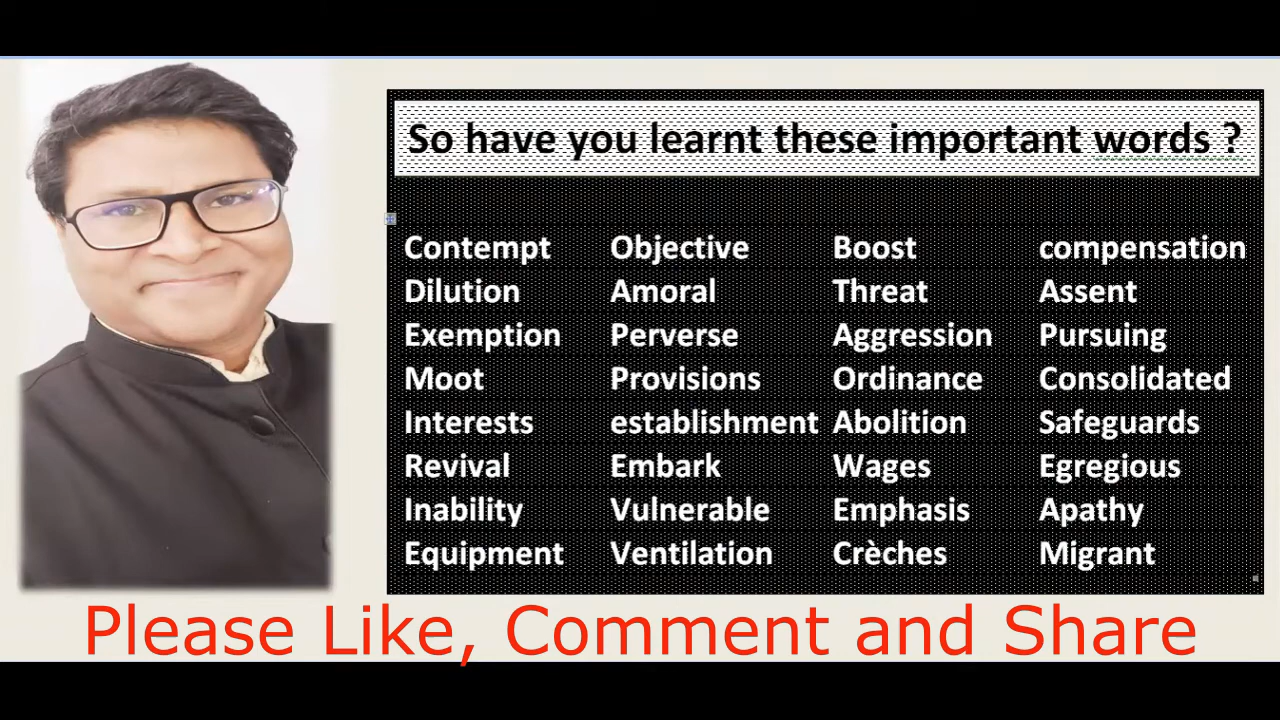 So have you learnt these important words ?
Contempt Objective Boost compensation
Dilution Amoral Threat Assent
Exemption Perverse Aggression Pursuing
Moot Provisions Ordinance Consolidated
Interests establishment Abolition Safeguards
Revival Embark Wages Egregious
Inability Vulnerable Emphasis Apathy
Equipment Ventilation Crèches Migrant
Please Like, Comment and Share